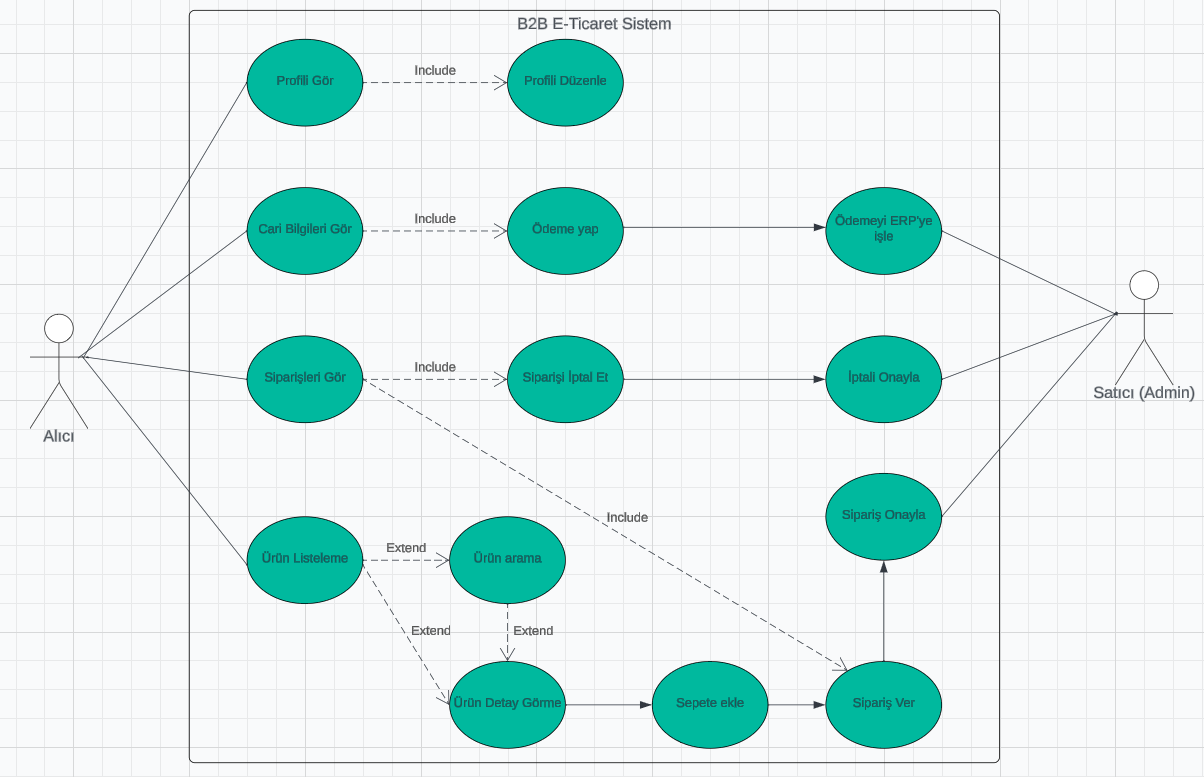 B2B E-Ticaret Sistem
Profili Gör
Include
Profili Düzenle
Cari Bilgileri Gör
Include
Ödeme yap
Ödemeyi ERP'ye
işle
Siparişleri Gör
Include
Siparişi İptal Et
İptali Onayla
Satıcı (Admin)
Alıcı
Include
Sipariş Onayla
Ürün Listeleme
Extend
Ürün arama
Extend
Extend
Ürün Detay Görme
Sepete ekle
Sipariş Ver